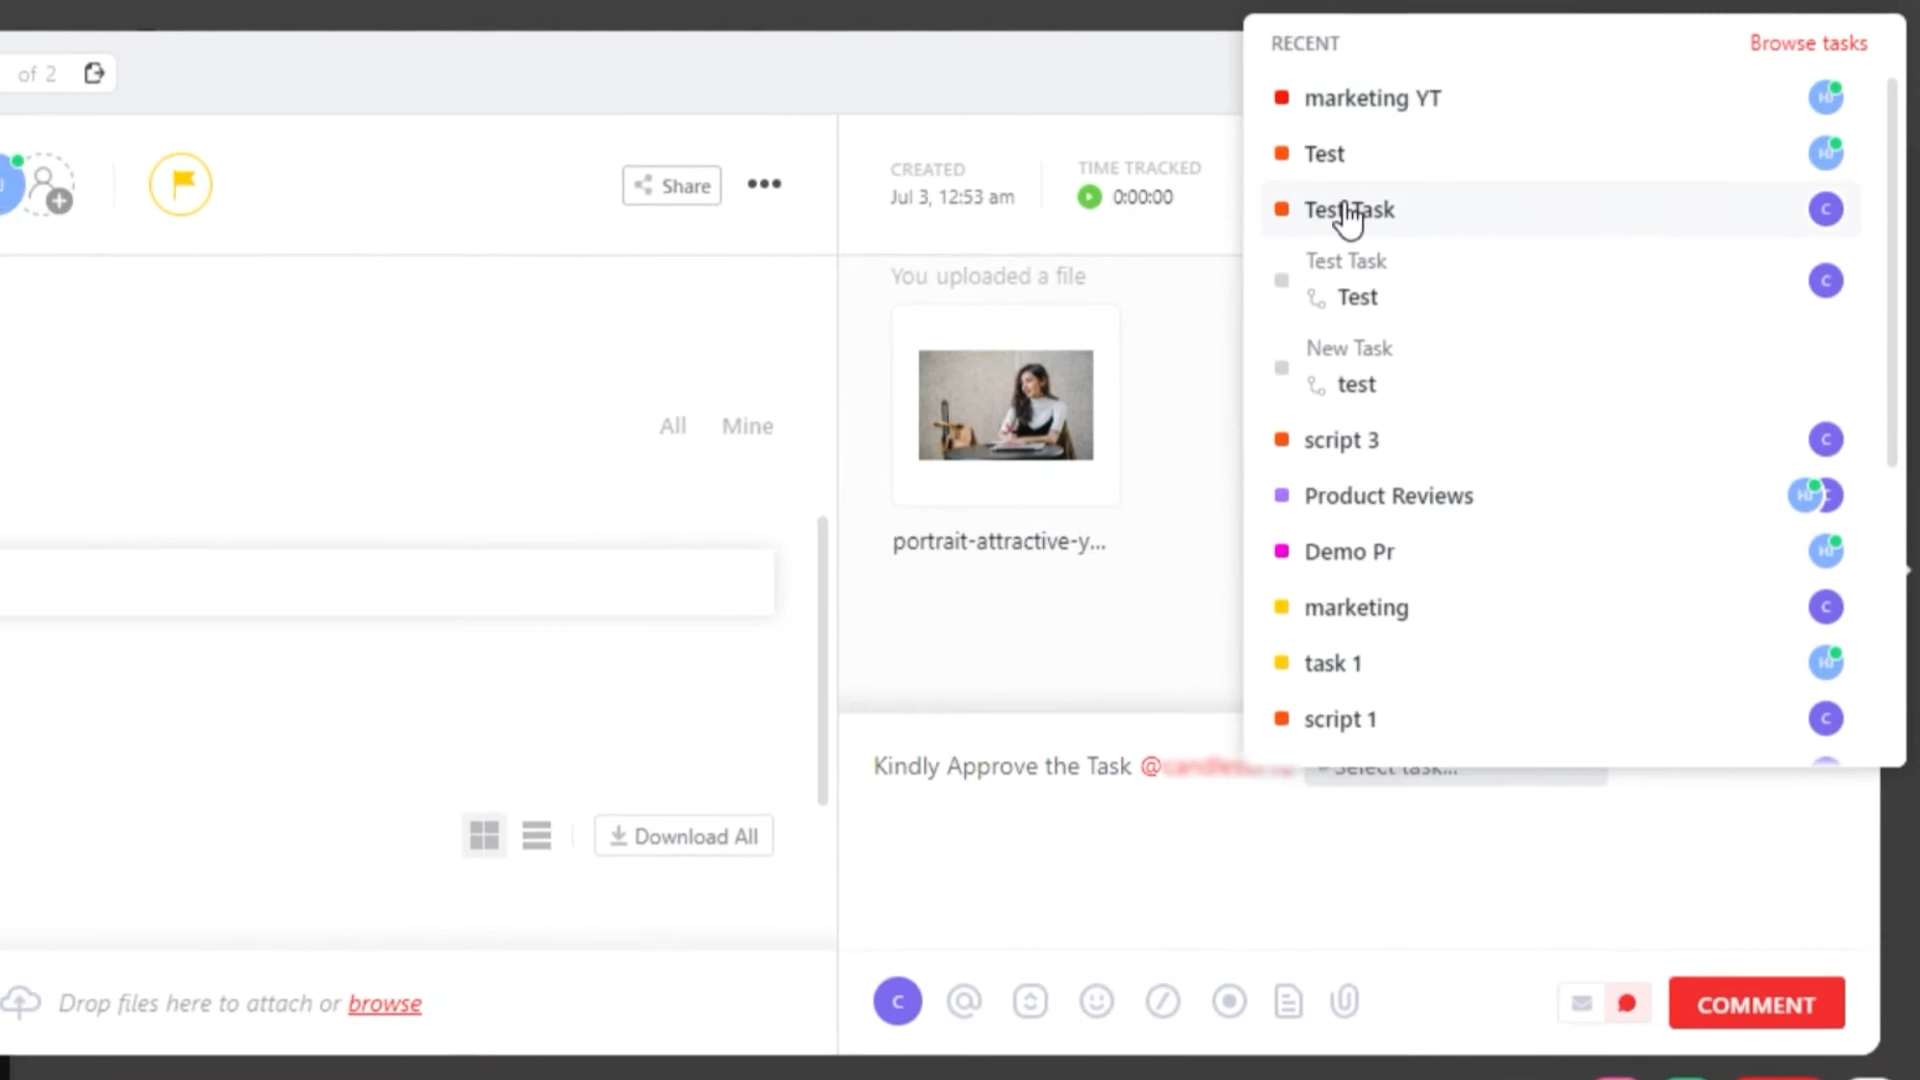 of 2
Share
CREATED
Jul 3, 12:53 am
TIME TRACKED
0:00:00
You uploaded a file
portrait-attractive-y...
All Mine
Download All
Drop files here to attach or browse
RECENT
Browse tasks
marketing YT
Test
Test Task
Test Task
Test
New Task
test
script 3
Product Reviews
Demo Pr
marketing
task 1
script 1
Kindly Approve the Task @
Select task...
C
COMMENT